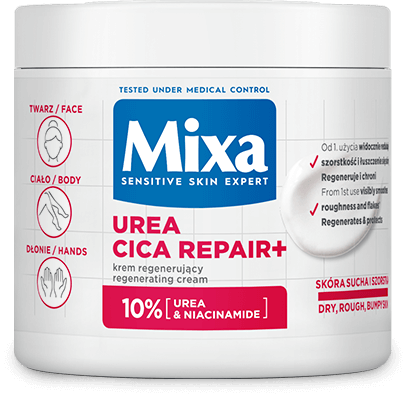 TESTED UNDER MEDICAL CONTROL
Mixa
SENSITIVE SKIN EXPERT
TWARZ / FACE
CIAŁO / BODY
DŁONIE / HANDS
UREA
CICA REPAIR+
krem regenerujący
regenerating cream
10% [ UREA
& NIACINAMIDE ]
Od 1. użycia widocznie
szorstkość i łuszczenie
Regeneruje i chroni
From 1st use visibly smoothes
roughness and flakes
Regenerates & protects
SKÓRA SUCHA I
DRY, ROUGH, BUMPY SKIN